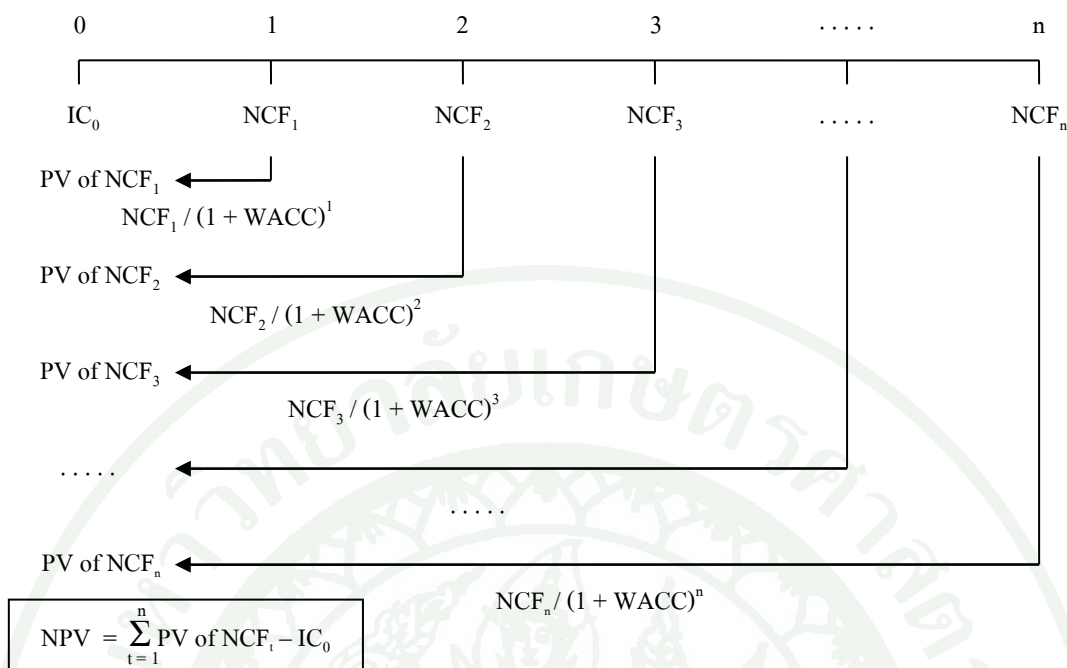 0 1 2 3 ..... n
IC₀ NCF₁ NCF₂ NCF₃ ..... NCFₙ
PV of NCF₁
NCF₁ / (1 + WACC)¹
PV of NCF₂
NCF₂ / (1 + WACC)²
PV of NCF₃
NCF₃ / (1 + WACC)³
.....
.....
PV of NCFₙ
NCFₙ / (1 + WACC)ⁿ
n
NPV = Σ PV of NCFₜ – IC₀
t = 1